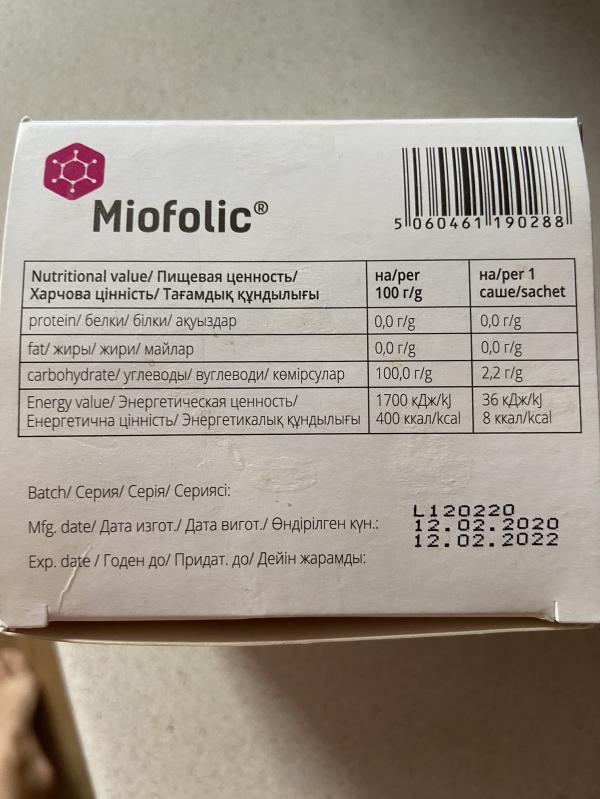 Miofolic®
5 060461 190288
Nutritional value/ Пищевая ценность/
Харчова цінність/ Тағамдық құндылығы
на/per
100 г/g
на/per 1
саше/sachet
protein/ белки/ білки/ ақуыздар 0,0 г/g 0,0 г/g
fat/ жиры/ жири/ майлар 0,0 г/g 0,0 г/g
carbohydrate/ углеводы/ вуглеводи/ көмірсулар 100,0 г/g 2,2 г/g
Energy value/ Энергетическая ценность/ 1700 кДж/kJ 36 кДж/kJ
Енергетична цінність/ Энергетикалық құндылығы 400 ккал/kcal 8 ккал/kcal
Batch/ Серия/ Серія/ Сериясі:
L120220
Mfg. date/ Дата изгот./ Дата вигот./ Өндірілген күн.: 12.02.2020
12.02.2022
Exp. date / Годен до/ Придат. до/ Дейін жарамды: